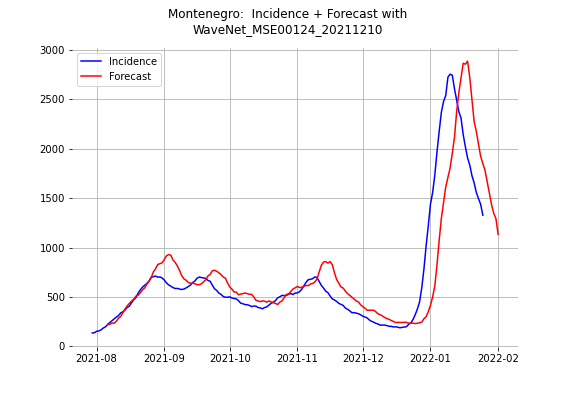 Montenegro:  Incidence + Forecast with
WaveNet_MSE00124_20211210
Incidence
Forecast
3000
2500
2000
1500
1000
500
0
2021-08 2021-09 2021-10 2021-11 2021-12 2022-01 2022-02